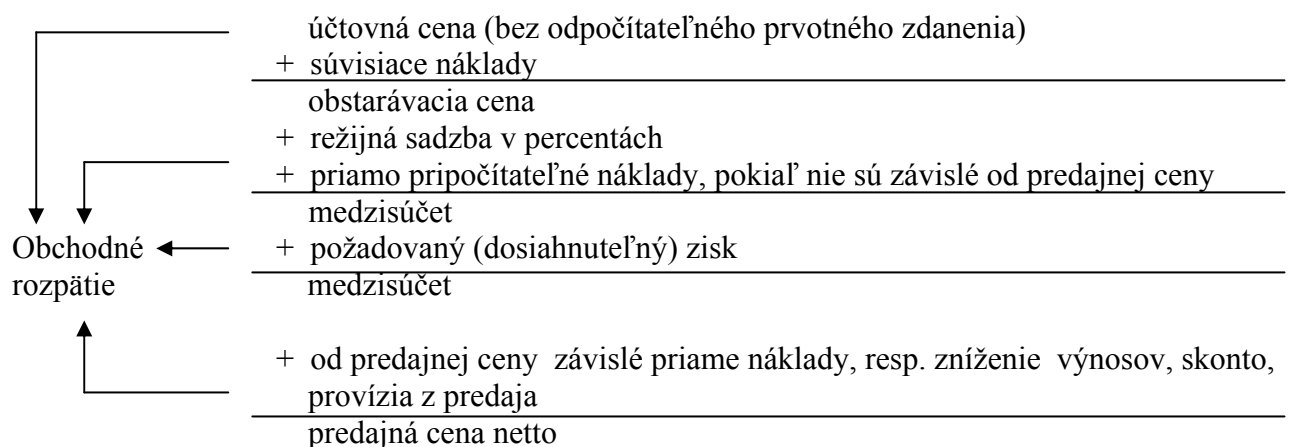 účtovná cena (bez odpočítateľného prvotného zdanenia)
+ súvisiace náklady
obstarávacia cena
+ režijná sadzba v percentách
+ priamo pripočítateľné náklady, pokiaľ nie sú závislé od predajnej ceny
medzisúčet
Obchodné
rozpätie
+ požadovaný (dosiahnuteľný) zisk
medzisúčet
+ od predajnej ceny závislé priame náklady, resp. zníženie výnosov, skonto,
provízia z predaja
predajná cena netto